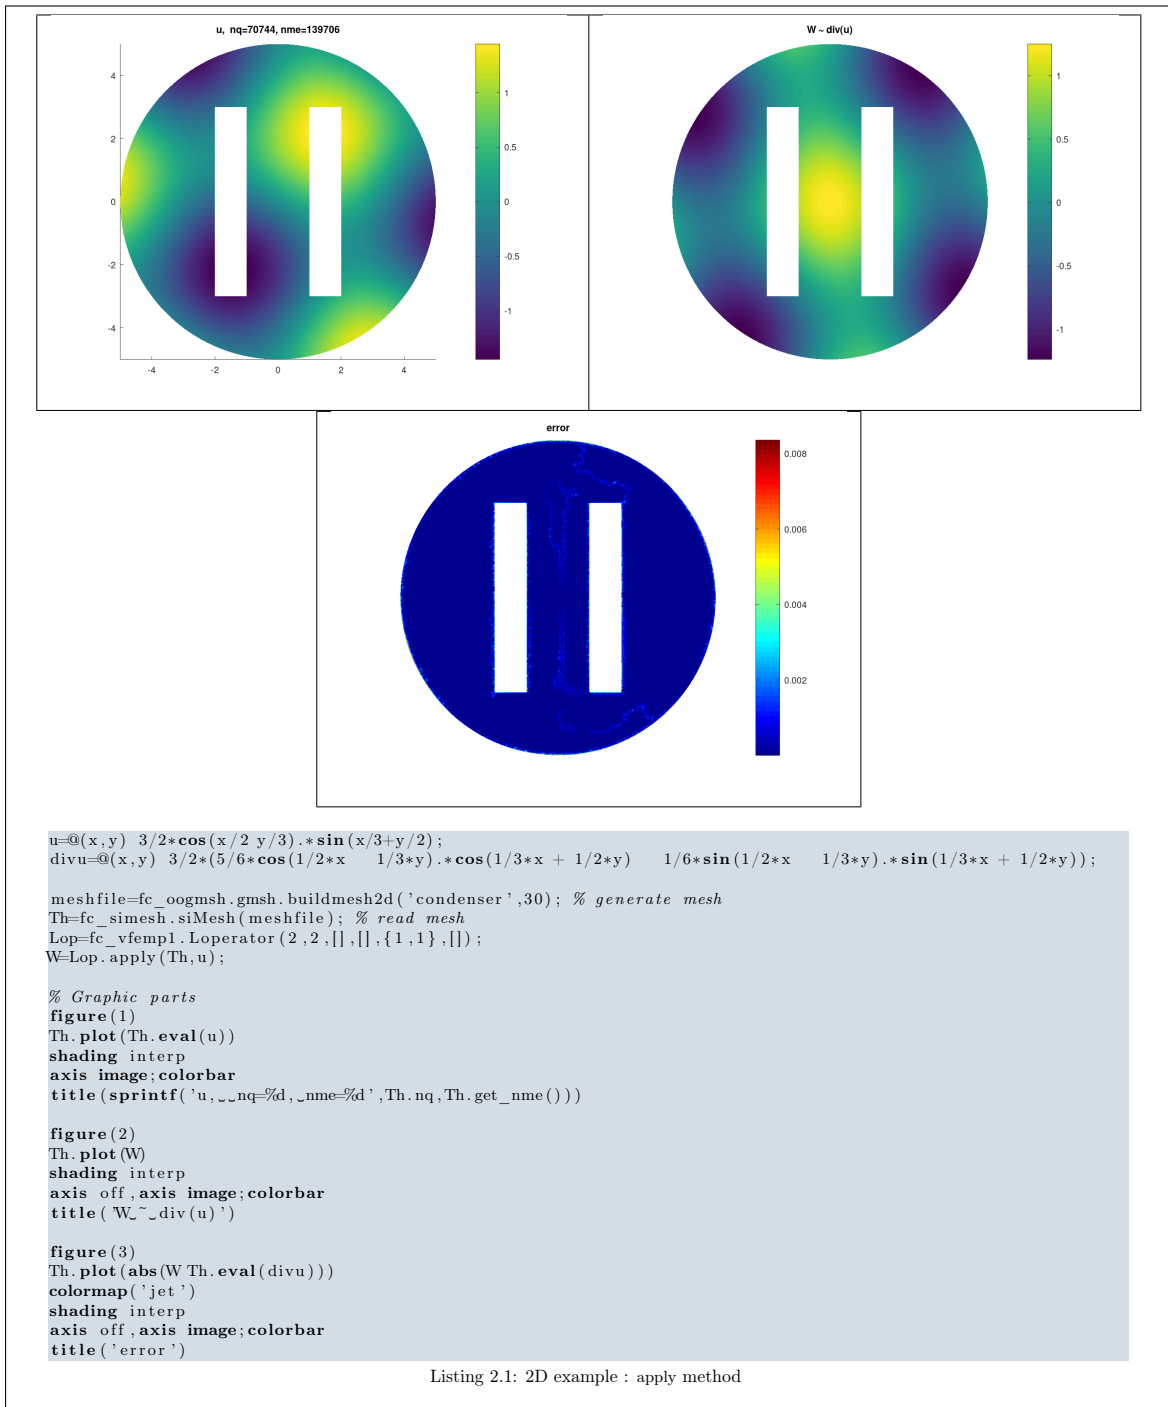 u, nq=70744, nme=139706
W ~ div(u)
4
2
0
-2
-4
-4
-2
0
2
4
1
0.5
0
-0.5
-1
1
0.5
0
-0.5
-1
error
0.008
0.006
0.004
0.002
u=@(x,y) 3/2*cos(x/2 y/3).*sin(x/3+y/2);
divu=@(x,y) 3/2*(5/6*cos(1/2*x 1/3*y).*cos(1/3*x + 1/2*y) 1/6*sin(1/2*x 1/3*y).*sin(1/3*x + 1/2*y));
meshfile=fc_oogmsh.gmsh.buildmesh2d('condenser',30); % generate mesh
Th=fc_simesh.siMesh(meshfile); % read mesh
Lop=fc_vfemp1.Loperator(2,2,[],[],{1,1},[]);
W=Lop.apply(Th,u);
% Graphic parts
figure(1)
Th.plot(Th.eval(u))
shading interp
axis image;colorbar
title(sprintf('u,␣␣nq=%d,␣nme=%d',Th.nq,Th.get_nme()))
figure(2)
Th.plot(W)
shading interp
axis off,axis image;colorbar
title('W␣~␣div(u)')
figure(3)
Th.plot(abs(W Th.eval(divu)))
colormap('jet')
shading interp
axis off,axis image;colorbar
title('error')
Listing 2.1: 2D example : apply method